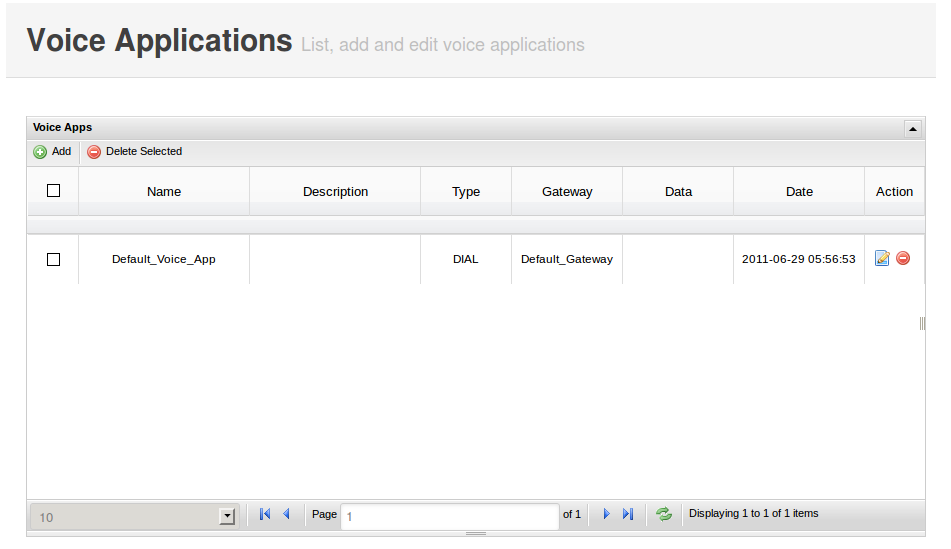 Voice Applications List, add and edit voice applications
Voice Apps
Add Delete Selected
Name Description Type Gateway Data Date Action
Default_Voice_App DIAL Default_Gateway 2011-06-29 05:56:53
10 Page 1 of 1 Displaying 1 to 1 of 1 items